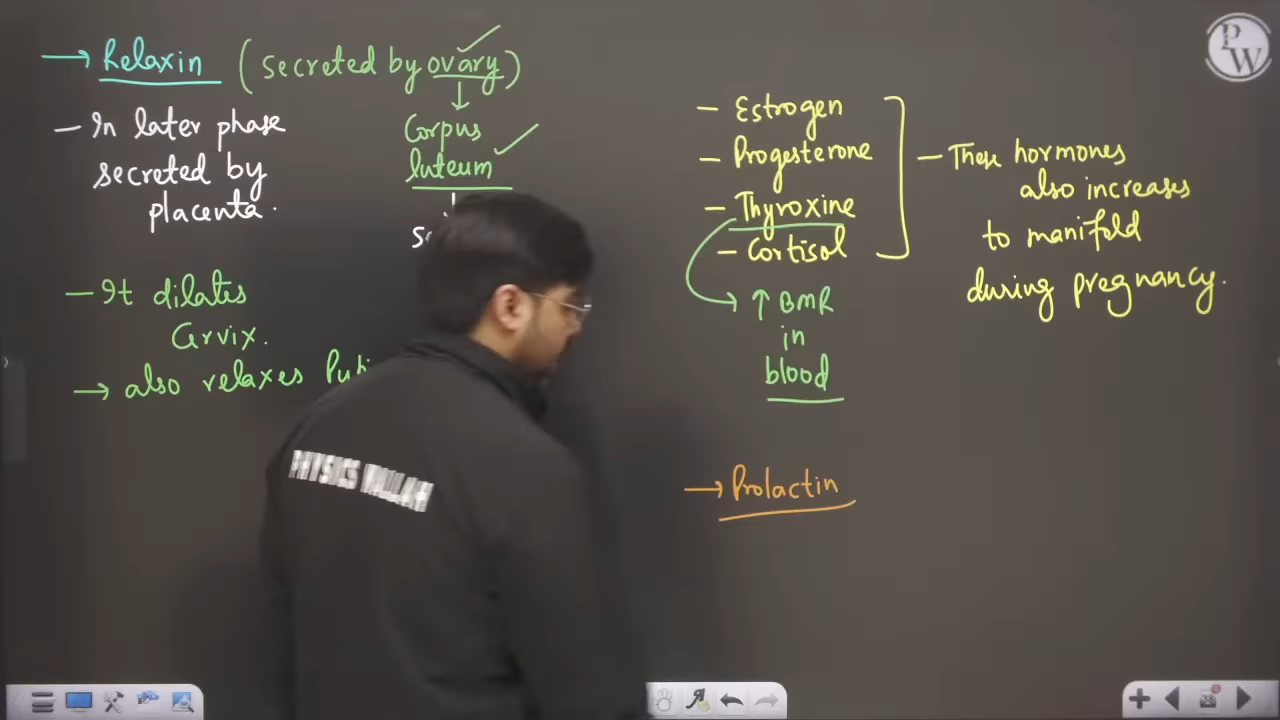 → Relaxin (secreted by ovary)
↓
Corpus
luteum
- In later phase
secreted by
placenta.
- It dilates
Cervix.
→ also relaxes
- Estrogen
- Progesterone
- Thyroxine
- Cortisol
- These hormones
also increases
to manifold
during pregnancy.
↑ BMR
in
blood
→ Prolactin
PHYSICS WALLAH
PW